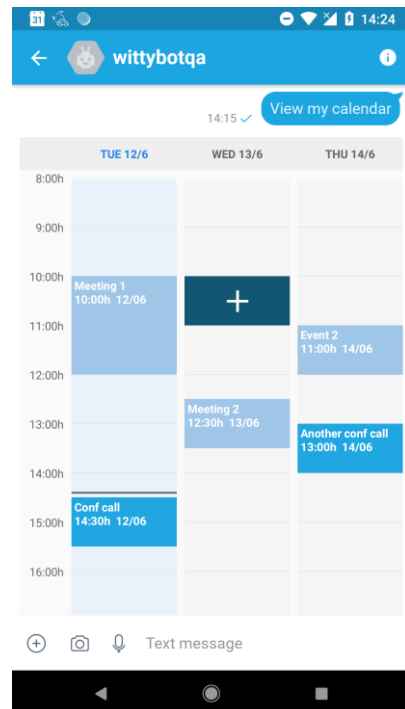 31
14:24
wittybotqa
View my calendar
14:15
TUE 12/6 WED 13/6 THU 14/6
8:00h
9:00h
10:00h
Meeting 1
10:00h 12/06
11:00h
Event 2
11:00h 14/06
12:00h
Meeting 2
12:30h 13/06
13:00h
Another conf call
13:00h 14/06
14:00h
Conf call
14:30h 12/06
15:00h
16:00h
Text message